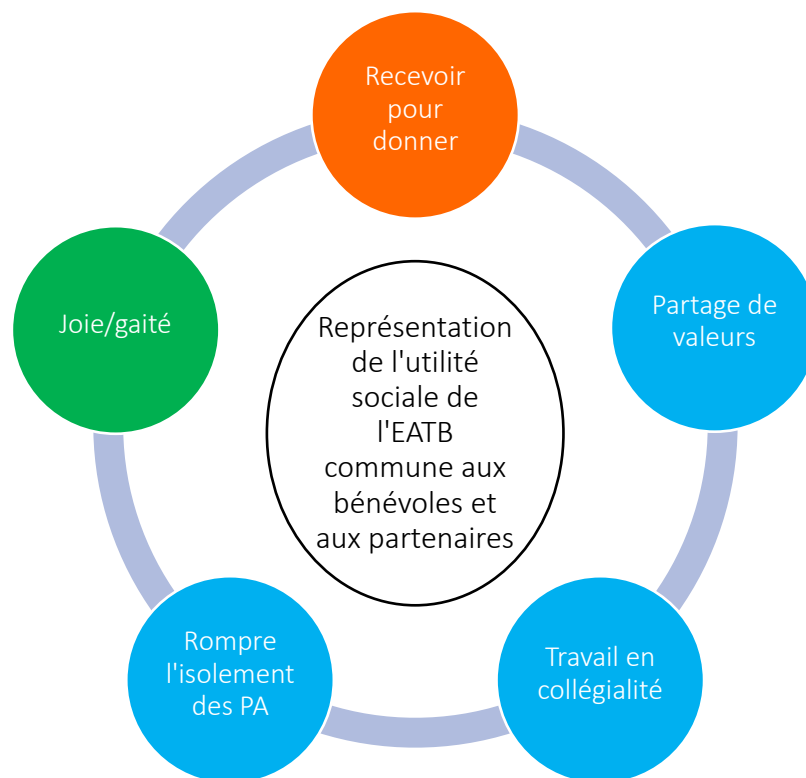 Recevoir
pour
donner
Partage de
valeurs
Travail en
collégialité
Rompre
l'isolement
des PA
Joie/gaité
Représentation
de l'utilité
sociale de
l'EATB
commune aux
bénévoles et
aux partenaires